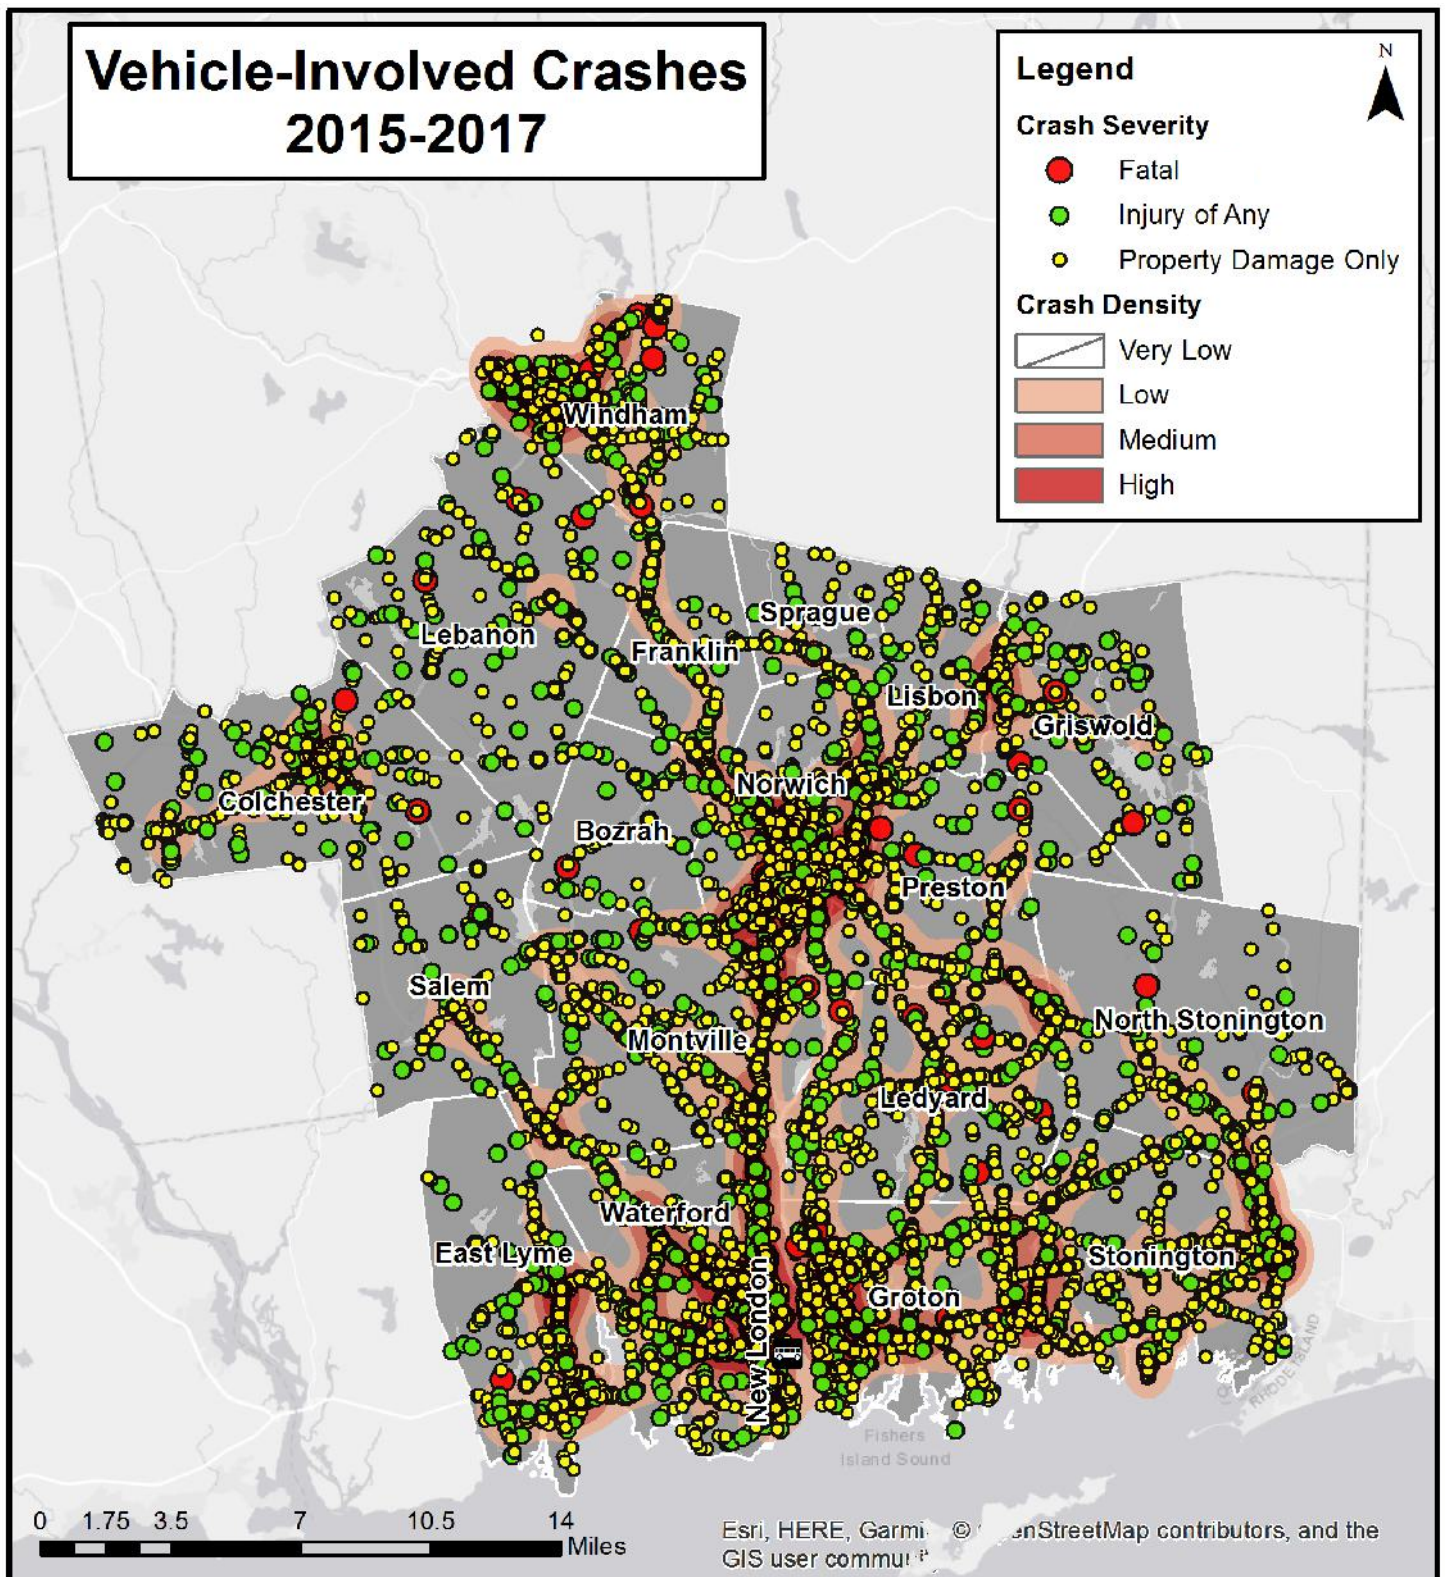 Vehicle-Involved Crashes
2015-2017
Legend
N
Crash Severity
Fatal
Injury of Any
Property Damage Only
Crash Density
Very Low
Low
Medium
High
Windham
Sprague
Lebanon
Franklin
Lisbon
Griswold
Norwich
Colchester
Bozrah
Preston
Salem
North Stonington
Montville
Ledyard
Waterford
East Lyme
Stonington
Groton
New London
RHODE ISLAND
Fishers
Island Sound
0 1.75 3.5 7 10.5 14
Miles
Esri, HERE, © contributors, and the
GIS user